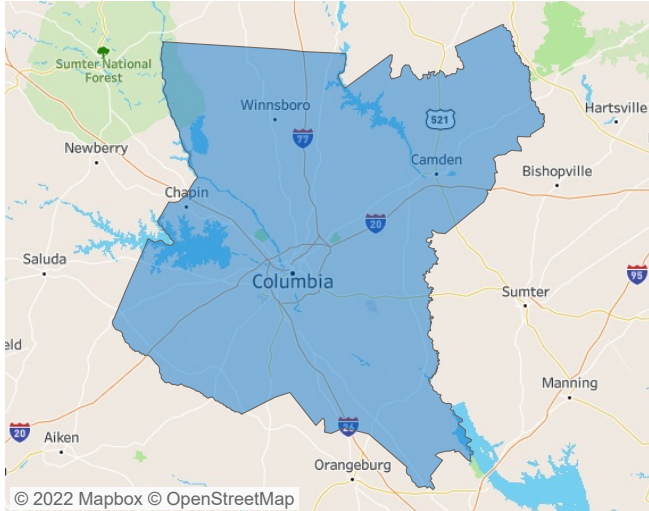 Sumter National
Forest
Winnsboro
77
521
Hartsville
Newberry
Camden
Bishopville
Chapin
20
Saluda
95
Columbia
Sumter
Manning
20
Aiken
26
Orangeburg
© 2022 Mapbox © OpenStreetMap